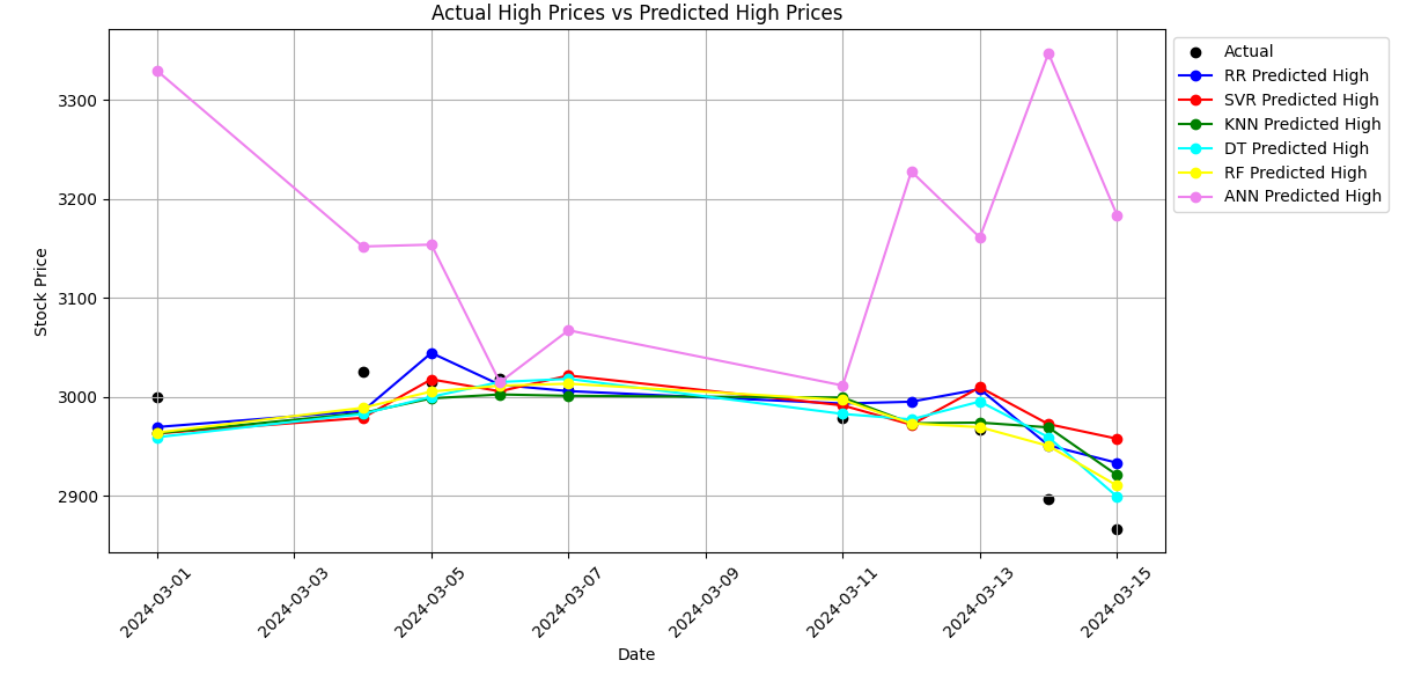 Actual High Prices vs Predicted High Prices
Actual
RR Predicted High
SVR Predicted High
KNN Predicted High
DT Predicted High
RF Predicted High
ANN Predicted High
Stock Price
3300
3200
3100
3000
2900
2024-03-01
2024-03-03
2024-03-05
2024-03-07
2024-03-09
2024-03-11
2024-03-13
2024-03-15
Date